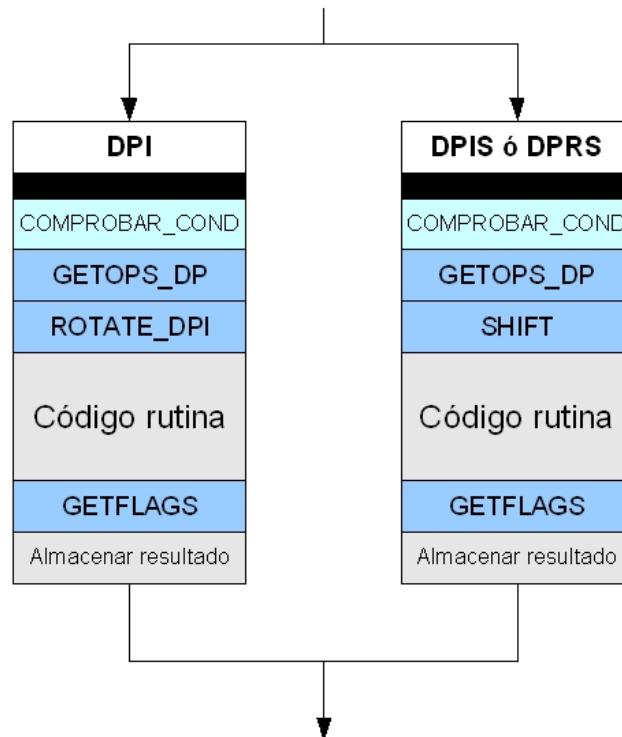 DPI
COMPROBAR_COND
GETOPS_DP
ROTATE_DPI
Código rutina
GETFLAGS
Almacenar resultado
DPIS ó DPRS
COMPROBAR_COND
GETOPS_DP
SHIFT
Código rutina
GETFLAGS
Almacenar resultado